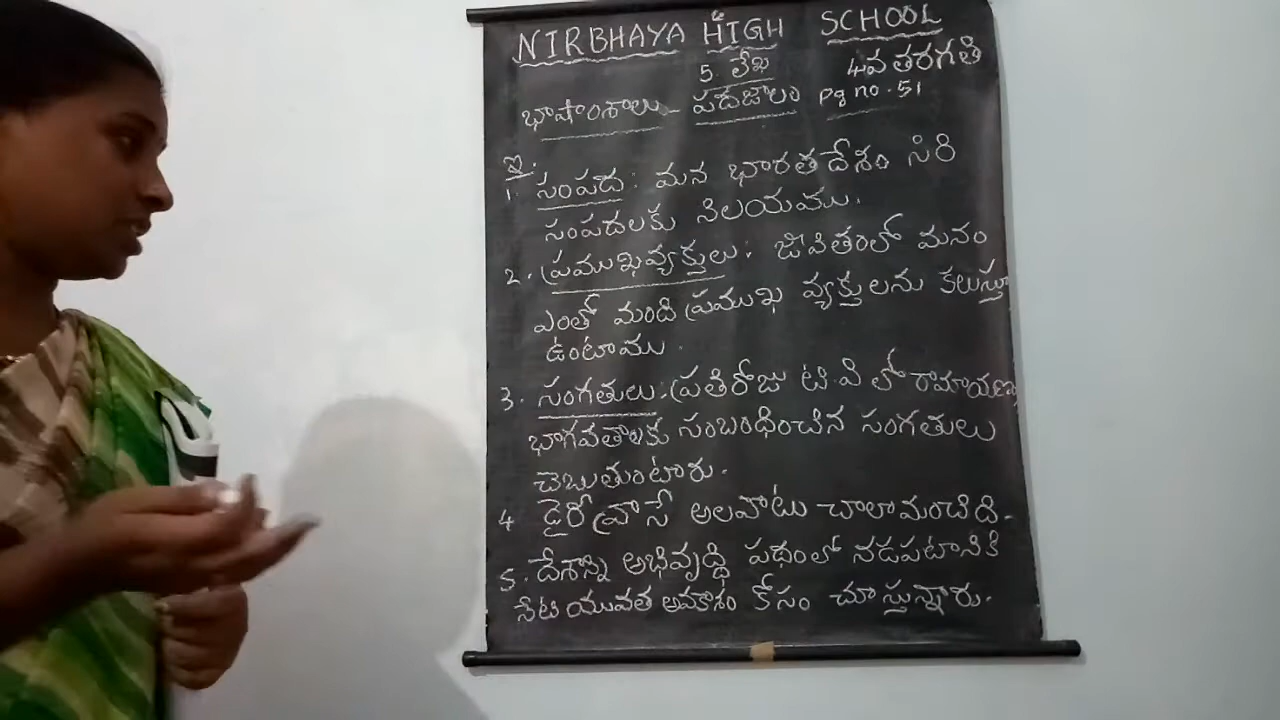 NIRBHAYA HIGH SCHOOL
5. లేఖ 4వ తరగతి
భాషాంశాలు - పదజాలం pg no. 51
ఇ.
1. సంపద : మన భారతదేశం సిరి
సంపదలకు నిలయము.
2. ప్రముఖవ్యక్తులు : జీవితంలో మనం
ఎంతో మంది ప్రముఖ వ్యక్తులను కలుస్తూ
ఉంటాము.
3. సంగతులు : ప్రతిరోజు టి.వి లో రామాయణ,
భాగవతాలకు సంబంధించిన సంగతులు
చెబుతుంటారు.
4 డైరీ వ్రాసే అలవాటు చాలామంచిది.
5. దేశాన్ని అభివృద్ధి పథంలో నడపటానికి
నేటి యువత అవకాశం కోసం చూస్తున్నారు.